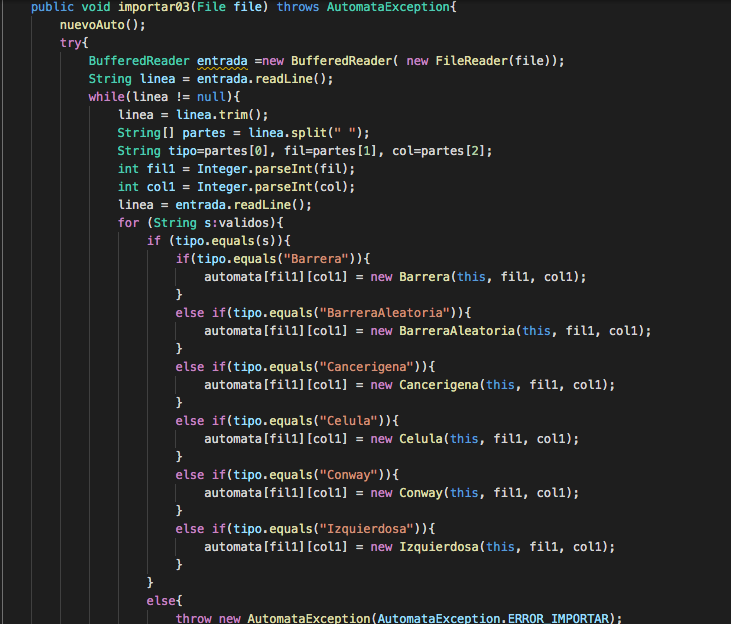 public void importar03(File file) throws AutomataException{
nuevoAuto();
try{
BufferedReader entrada =new BufferedReader( new FileReader(file));
String linea = entrada.readLine();
while(linea != null){
linea = linea.trim();
String[] partes = linea.split(" ");
String tipo=partes[0], fil=partes[1], col=partes[2];
int fil1 = Integer.parseInt(fil);
int col1 = Integer.parseInt(col);
linea = entrada.readLine();
for (String s:validos){
if (tipo.equals(s)){
if(tipo.equals("Barrera")){
automata[fil1][col1] = new Barrera(this, fil1, col1);
}
else if(tipo.equals("BarreraAleatoria")){
automata[fil1][col1] = new BarreraAleatoria(this, fil1, col1);
}
else if(tipo.equals("Cancerigena")){
automata[fil1][col1] = new Cancerigena(this, fil1, col1);
}
else if(tipo.equals("Celula")){
automata[fil1][col1] = new Celula(this, fil1, col1);
}
else if(tipo.equals("Conway")){
automata[fil1][col1] = new Conway(this, fil1, col1);
}
else if(tipo.equals("Izquierdosa")){
automata[fil1][col1] = new Izquierdosa(this, fil1, col1);
}
}
else{
throw new AutomataException(AutomataException.ERROR_IMPORTAR);